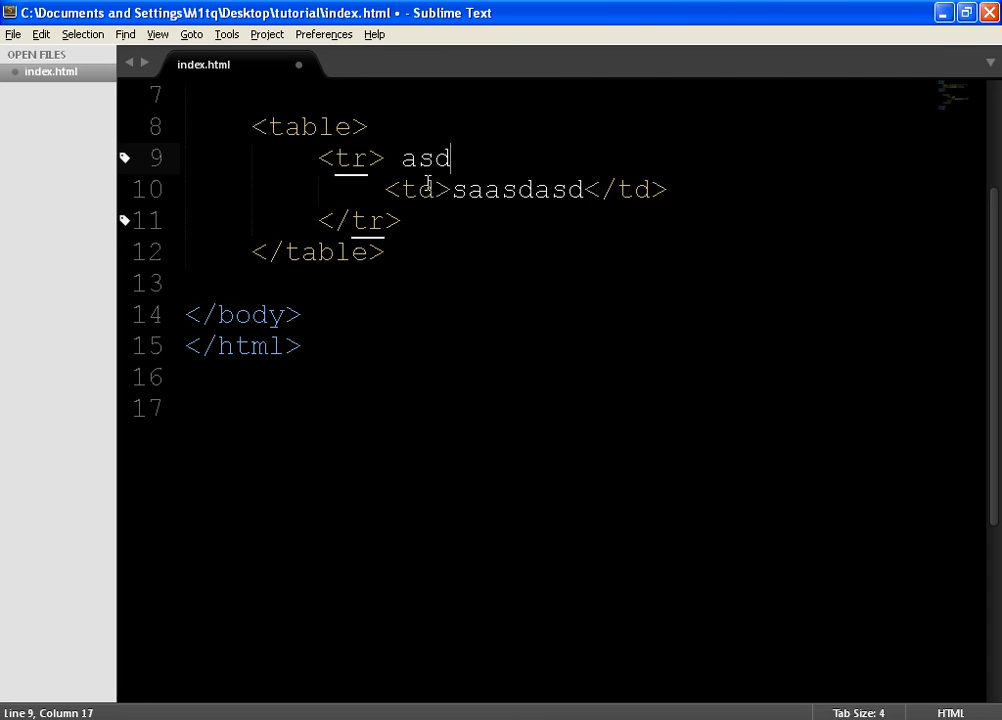 C:\Documents and Settings\M1tq\Desktop\tutorial\index.html • - Sublime Text
File Edit Selection Find View Goto Tools Project Preferences Help
OPEN FILES
index.html
index.html
7
8 <table>
9 <tr> asd
10 <td>saasdasd</td>
11 </tr>
12 </table>
13
14 </body>
15 </html>
16
17
Line 9, Column 17 Tab Size: 4 HTML